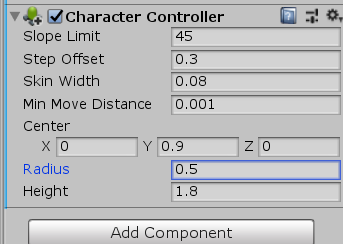 Character Controller
Slope Limit 45
Step Offset 0.3
Skin Width 0.08
Min Move Distance 0.001
Center
X 0 Y 0.9 Z 0
Radius 0.5
Height 1.8
Add Component